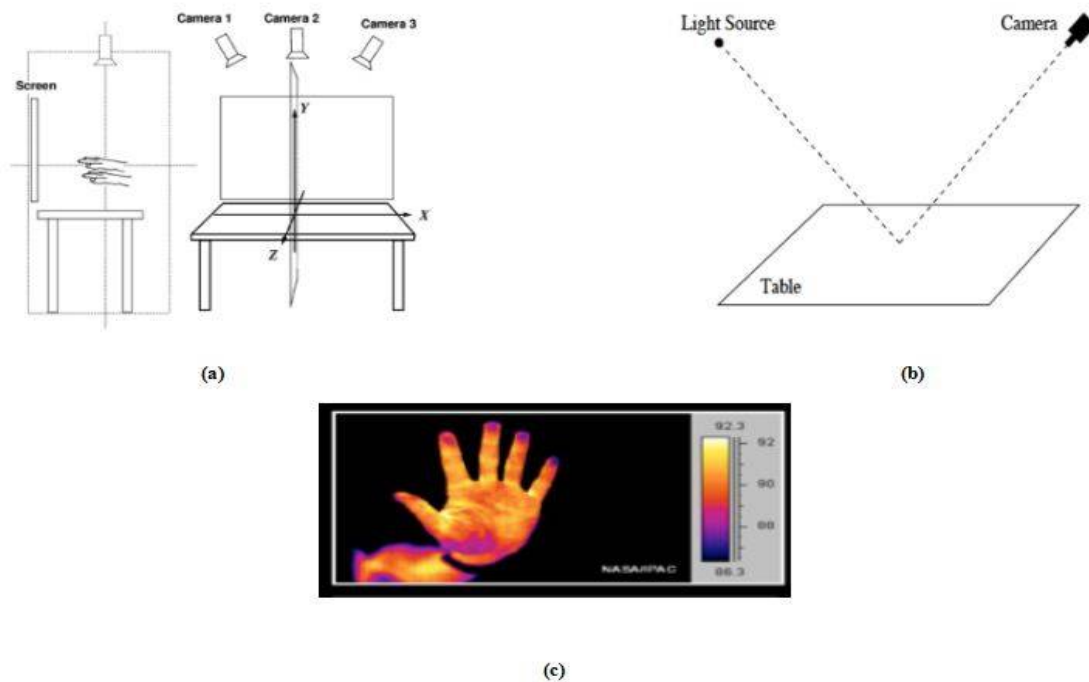 Camera 1
Camera 2
Camera 3
Screen
Y
X
Z
(a)
Light Source
Camera
Table
(b)
92.3
92
90
88
86.3
NASA/IPAC
(c)